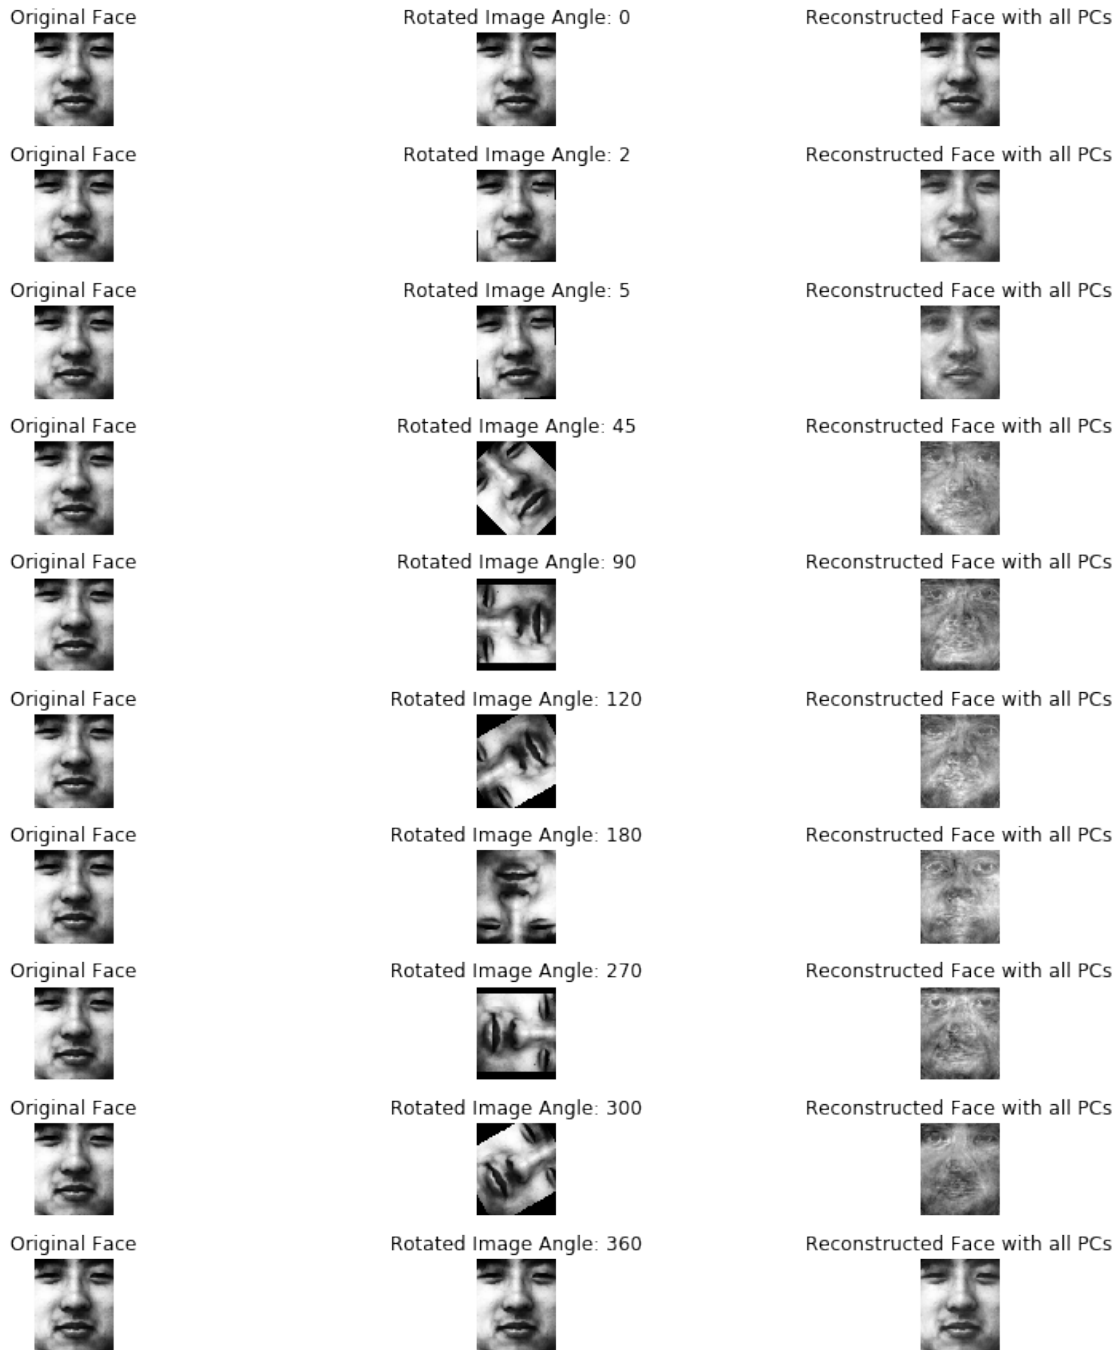 Original Face Rotated Image Angle: 0 Reconstructed Face with all PCs
Original Face Rotated Image Angle: 2 Reconstructed Face with all PCs
Original Face Rotated Image Angle: 5 Reconstructed Face with all PCs
Original Face Rotated Image Angle: 45 Reconstructed Face with all PCs
Original Face Rotated Image Angle: 90 Reconstructed Face with all PCs
Original Face Rotated Image Angle: 120 Reconstructed Face with all PCs
Original Face Rotated Image Angle: 180 Reconstructed Face with all PCs
Original Face Rotated Image Angle: 270 Reconstructed Face with all PCs
Original Face Rotated Image Angle: 300 Reconstructed Face with all PCs
Original Face Rotated Image Angle: 360 Reconstructed Face with all PCs